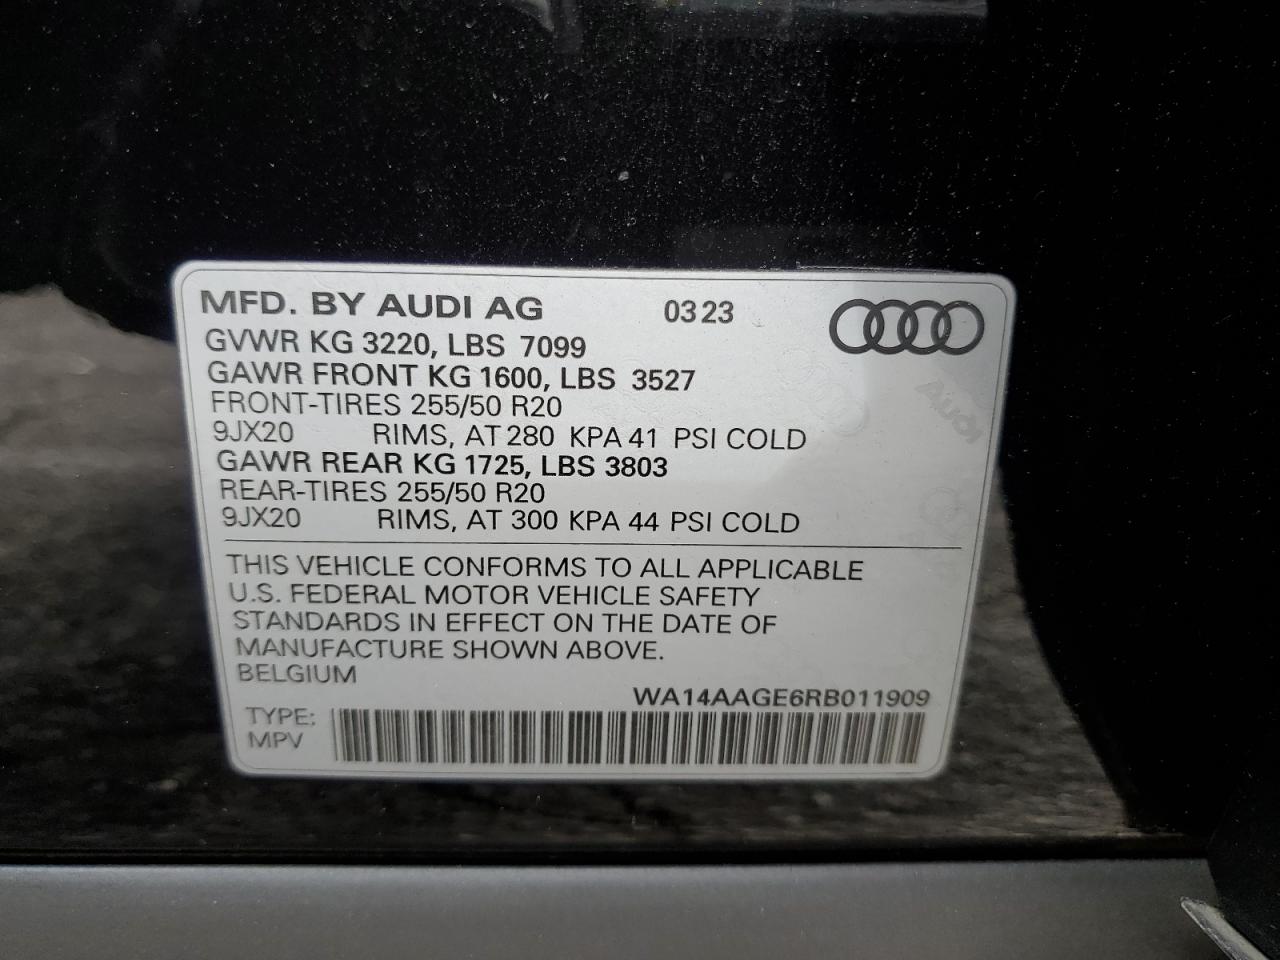 MFD. BY AUDI AG 03 23
GVWR KG 3220, LBS 7099
GAWR FRONT KG 1600, LBS 3527
FRONT-TIRES 255/50 R20
9JX20 RIMS, AT 280 KPA 41 PSI COLD
GAWR REAR KG 1725, LBS 3803
REAR-TIRES 255/50 R20
9JX20 RIMS, AT 300 KPA 44 PSI COLD
THIS VEHICLE CONFORMS TO ALL APPLICABLE
U.S. FEDERAL MOTOR VEHICLE SAFETY
STANDARDS IN EFFECT ON THE DATE OF
MANUFACTURE SHOWN ABOVE.
BELGIUM
WA14AAGE6RB011909
TYPE:
MPV
Audi